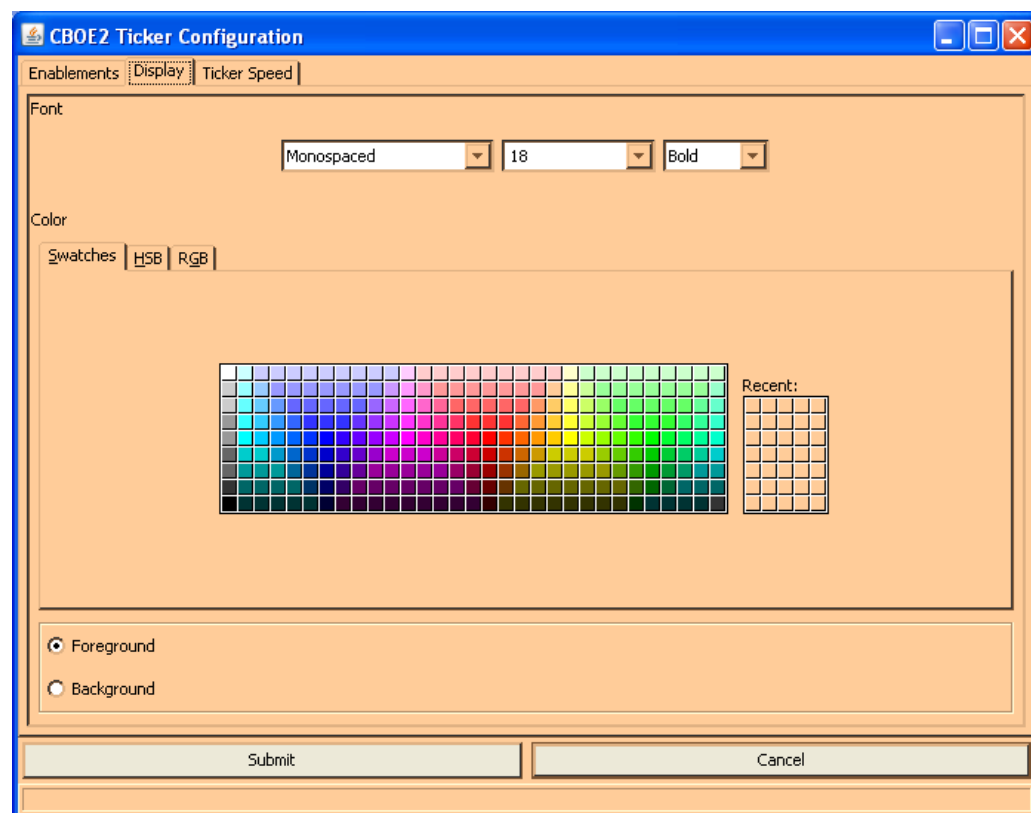 CBOE2 Ticker Configuration
Enablements Display Ticker Speed
Font
Monospaced 18 Bold
Color
Swatches HSB RGB
Recent:
Foreground
Background
Submit Cancel